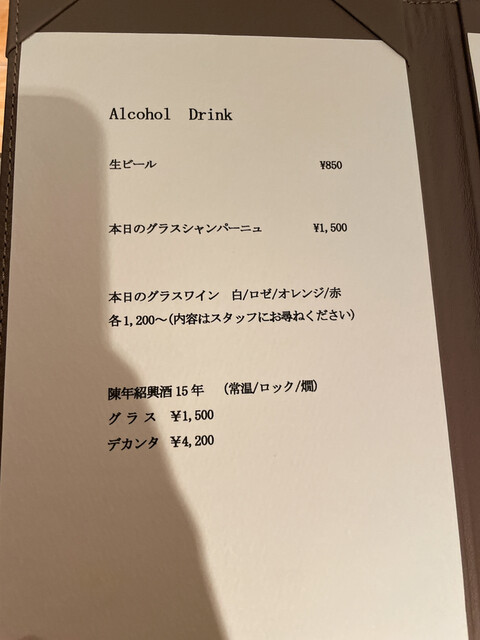 Alcohol Drink
生ビール ¥850
本日のグラスシャンパーニュ ¥1,500
本日のグラスワイン 白/ロゼ/オレンジ/赤
各1,200～(内容はスタッフにお尋ねください)
陳年紹興酒15年 (常温/ロック/燗)
グラス ¥1,500
デカンタ ¥4,200